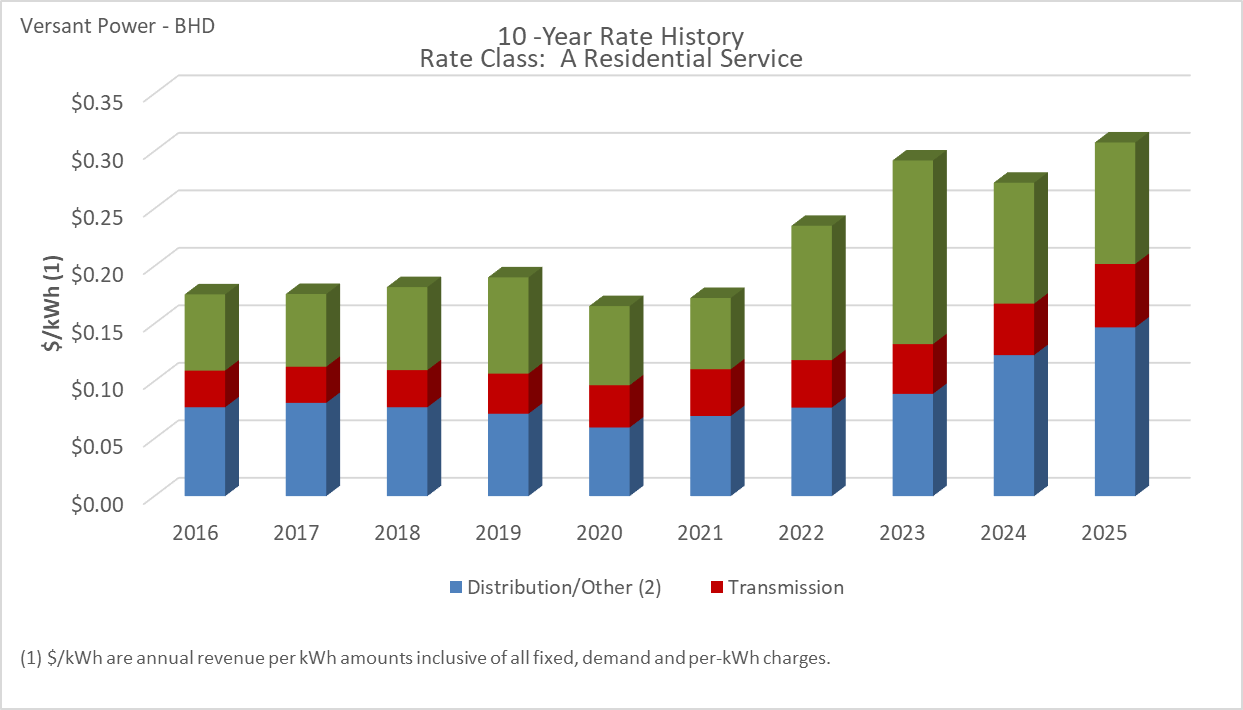 Versant Power - BHD
10 -Year Rate History
Rate Class:  A Residential Service
$/kWh (1)
$0.35
$0.30
$0.25
$0.20
$0.15
$0.10
$0.05
$0.00
2016 2017 2018 2019 2020 2021 2022 2023 2024 2025
Distribution/Other (2) Transmission
(1) $/kWh are annual revenue per kWh amounts inclusive of all fixed, demand and per-kWh charges.